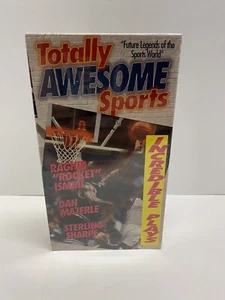 Totally
"Future Legends of the
Sports World"
AWESOME
Sports
RAGHIB
"ROCKET"
ISMAIL
DAN
MAJERLE
STERLING
SHARPE
INCREDIBLE PLAYS